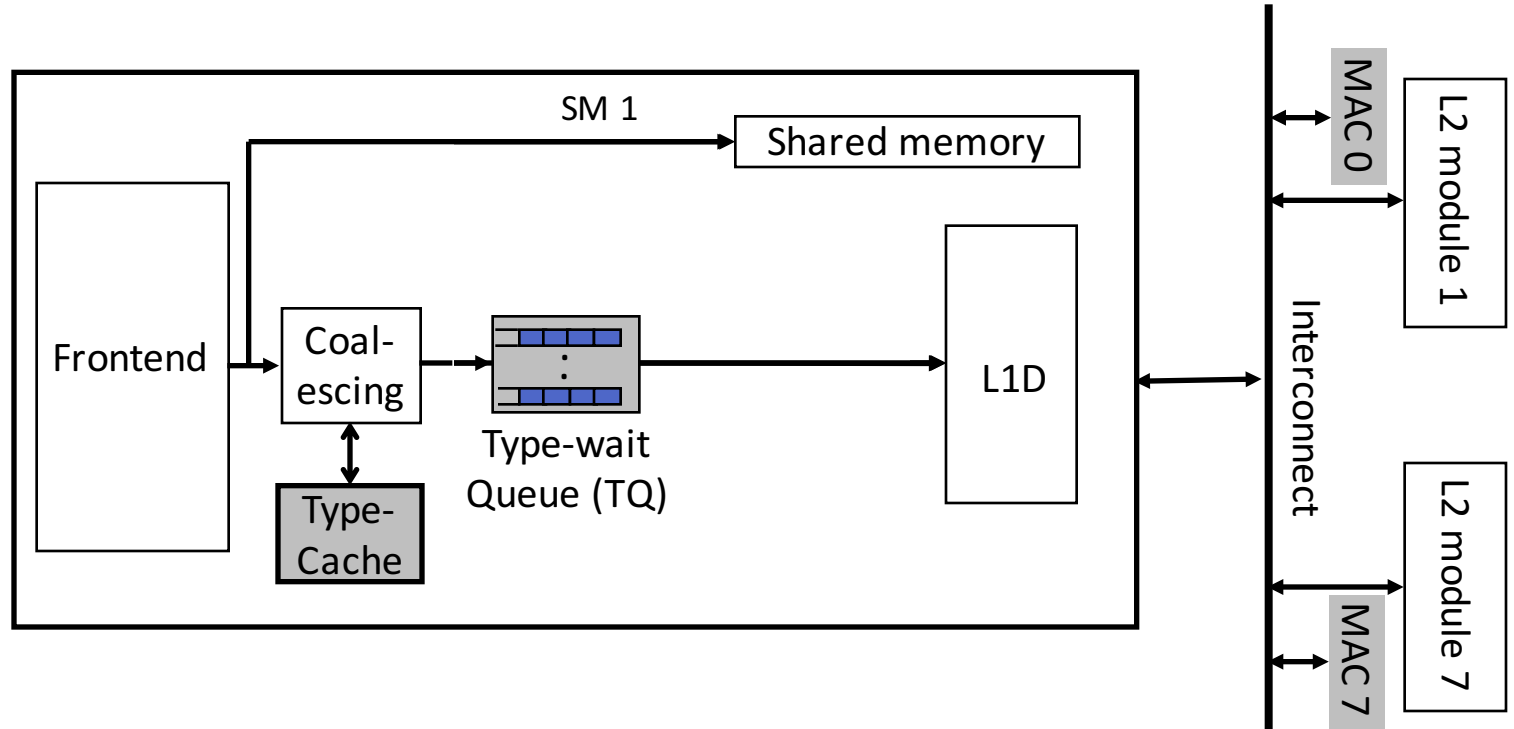 SM 1
Shared memory
Frontend
Coal-
escing
Type-
Cache
:
Type-wait
Queue (TQ)
L1D
Interconnect
MAC 0
L2 module 1
L2 module 7
MAC 7